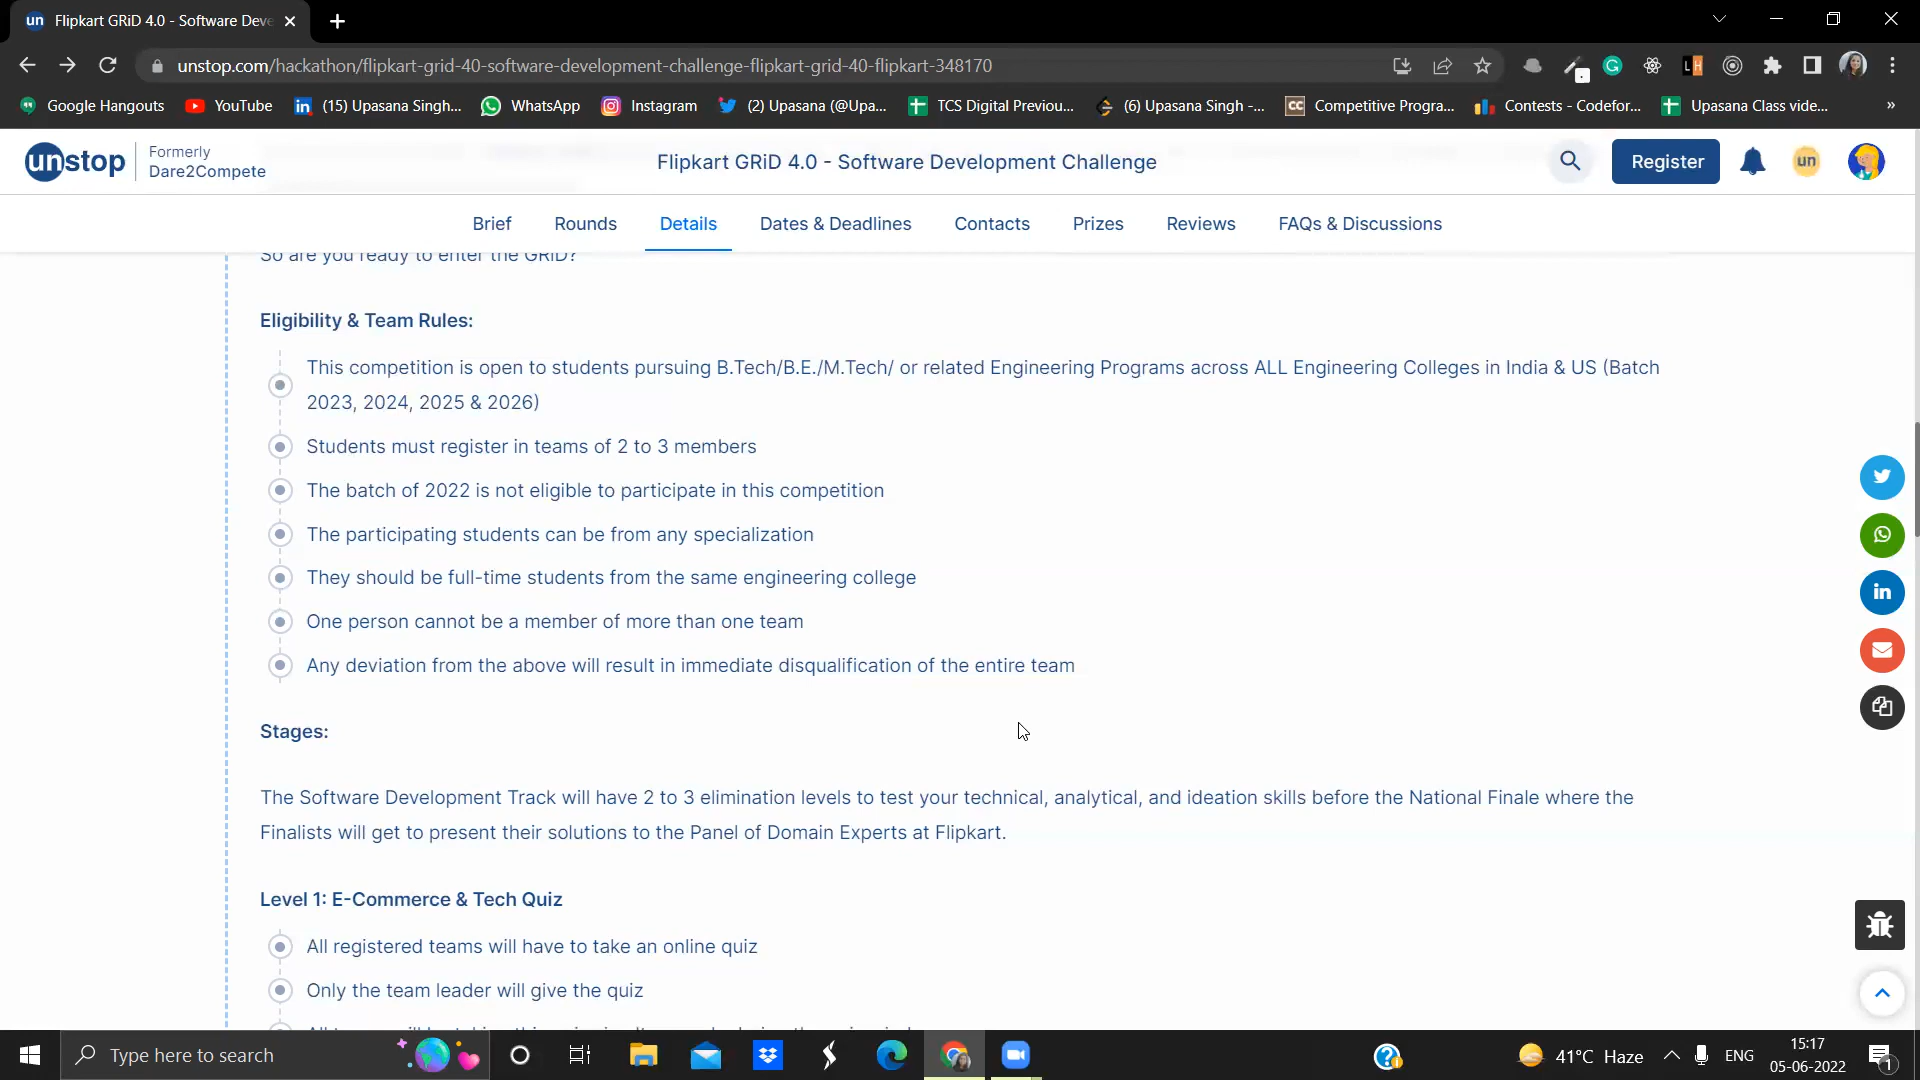 un Flipkart GRiD 4.0 - Software Deve
unstop.com/hackathon/flipkart-grid-40-software-development-challenge-flipkart-grid-40-flipkart-348170
Google Hangouts YouTube (15) Upasana Singh... WhatsApp Instagram (2) Upasana (@Upa... TCS Digital Previou... (6) Upasana Singh -... CC Competitive Progra... Contests - Codefor... Upasana Class vide... »
unstop Formerly
Dare2Compete
Flipkart GRiD 4.0 - Software Development Challenge
Register un
Brief Rounds Details Dates & Deadlines Contacts Prizes Reviews FAQs & Discussions
So are you ready to enter the GRiD?
Eligibility & Team Rules:
This competition is open to students pursuing B.Tech/B.E./M.Tech/ or related Engineering Programs across ALL Engineering Colleges in India & US (Batch
2023, 2024, 2025 & 2026)
Students must register in teams of 2 to 3 members
The batch of 2022 is not eligible to participate in this competition
The participating students can be from any specialization
They should be full-time students from the same engineering college
One person cannot be a member of more than one team
Any deviation from the above will result in immediate disqualification of the entire team
Stages:
The Software Development Track will have 2 to 3 elimination levels to test your technical, analytical, and ideation skills before the National Finale where the
Finalists will get to present their solutions to the Panel of Domain Experts at Flipkart.
Level 1: E-Commerce & Tech Quiz
All registered teams will have to take an online quiz
Only the team leader will give the quiz
Type here to search
41°C Haze ENG
15:17
05-06-2022
1